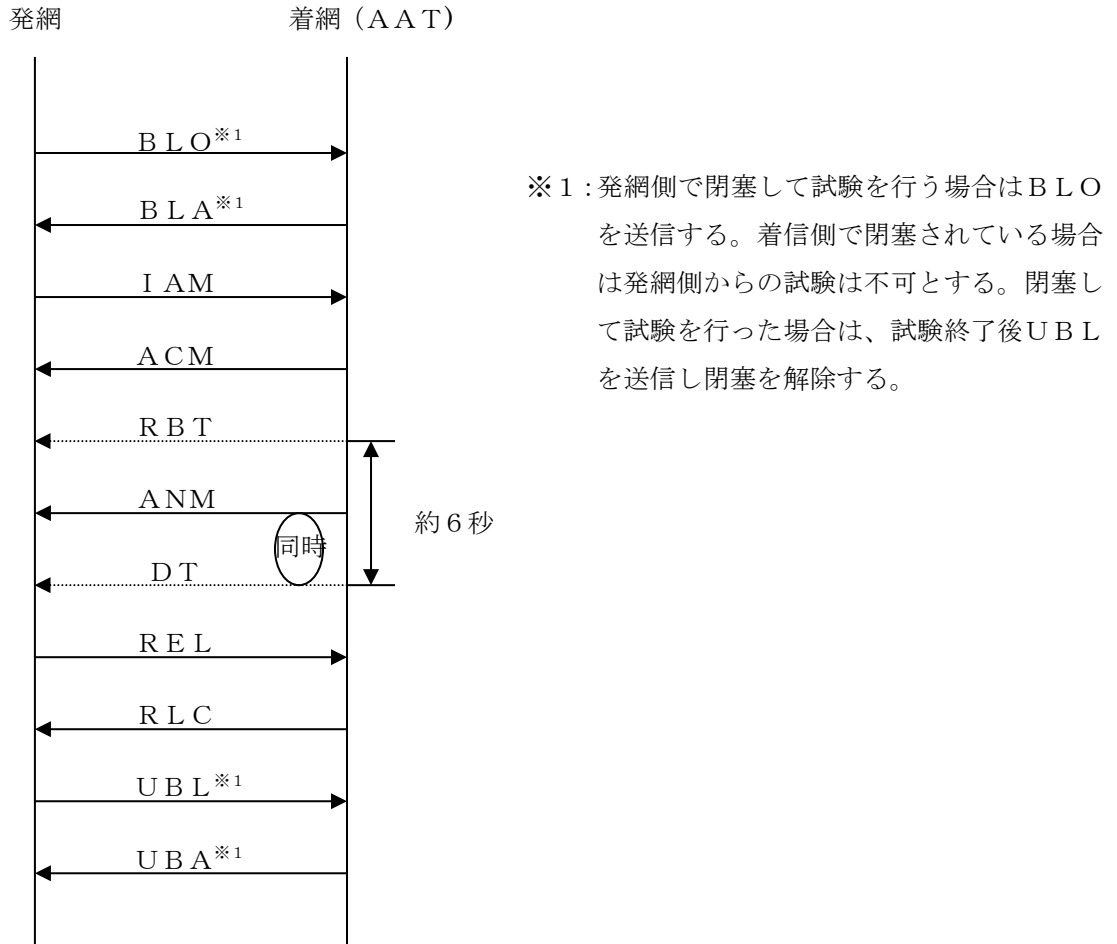 発網
着網（ＡＡＴ）
ＢＬＯ※1
ＢＬＡ※1
ＩＡＭ
ＡＣＭ
ＲＢＴ
ＡＮＭ
同時
約６秒
ＤＴ
ＲＥＬ
ＲＬＣ
ＵＢＬ※1
ＵＢＡ※1
※１：発網側で閉塞して試験を行う場合はＢＬＯ
を送信する。着信側で閉塞されている場合
は発網側からの試験は不可とする。閉塞し
て試験を行った場合は、試験終了後ＵＢＬ
を送信し閉塞を解除する。